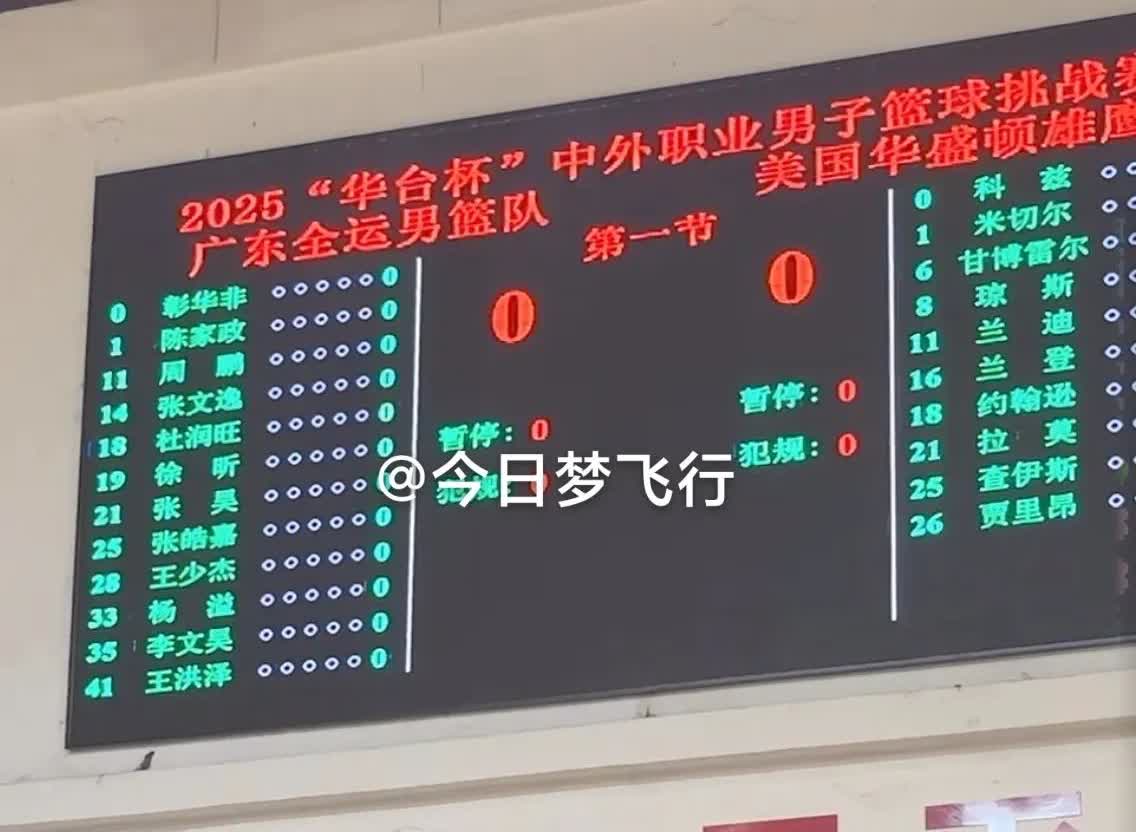 2025“华台杯”中外职业男子篮球挑战赛
广东全运男篮队
美国华盛顿雄鹰
第一节
0 0
0 彰华非 0
1 陈家政 0
11 周鹏 0
14 张文逸 0
18 杜润旺 0
19 徐昕 0
21 张昊 0
25 张皓嘉 0
28 王少杰 0
33 杨溢 0
35 李文昊 0
41 王洪泽 0
暂停：0
犯规：0
暂停：0
犯规：0
0 科兹
1 米切尔
6 甘博雷尔
8 琼斯
11 兰迪
16 兰登
18 约翰逊
21 拉莫
25 查伊斯
26 贾里昂
@今日梦飞行